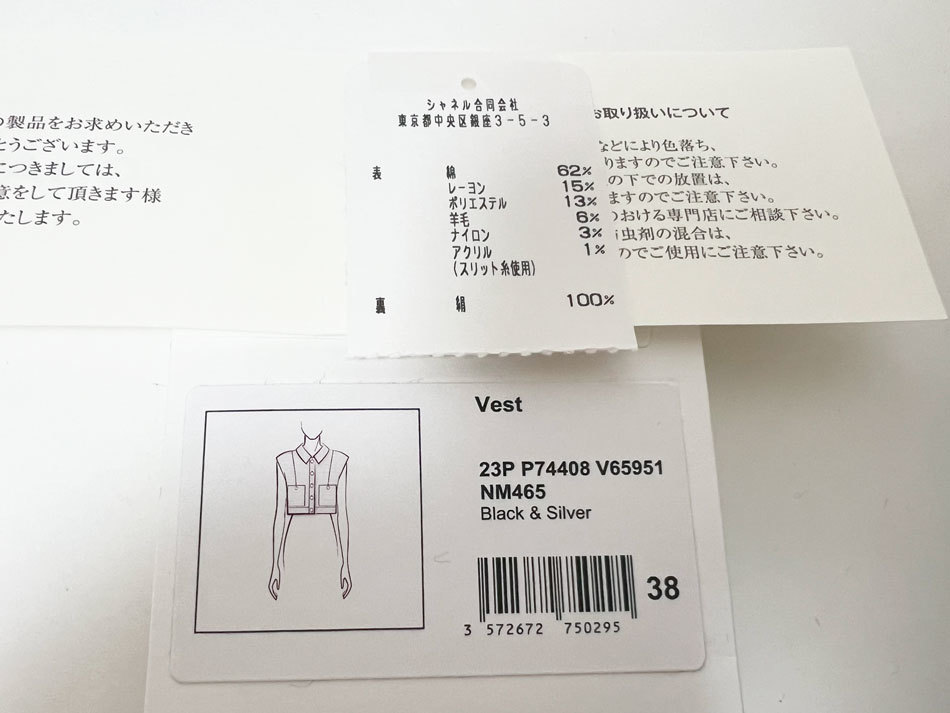 製品をお求めいただき
とうございます。
につきましては、
意をして頂きます様
たします。
シャネル合同会社
東京都中央区銀座3-5-3
表 綿 62%
レーヨン 15%
ポリエステル 13%
羊毛 6%
ナイロン 3%
アクリル 1%
(スリット糸使用)
裏 絹 100%
お取り扱いについて
などにより色落ち、
りますのでご注意下さい。
の下での放置は、
ますのでご注意下さい。
おける専門店にご相談下さい。
虫剤の混合は、
のでご使用にご注意下さい。
Vest
23P P74408 V65951
NM465
Black & Silver
38
3 572672 750295